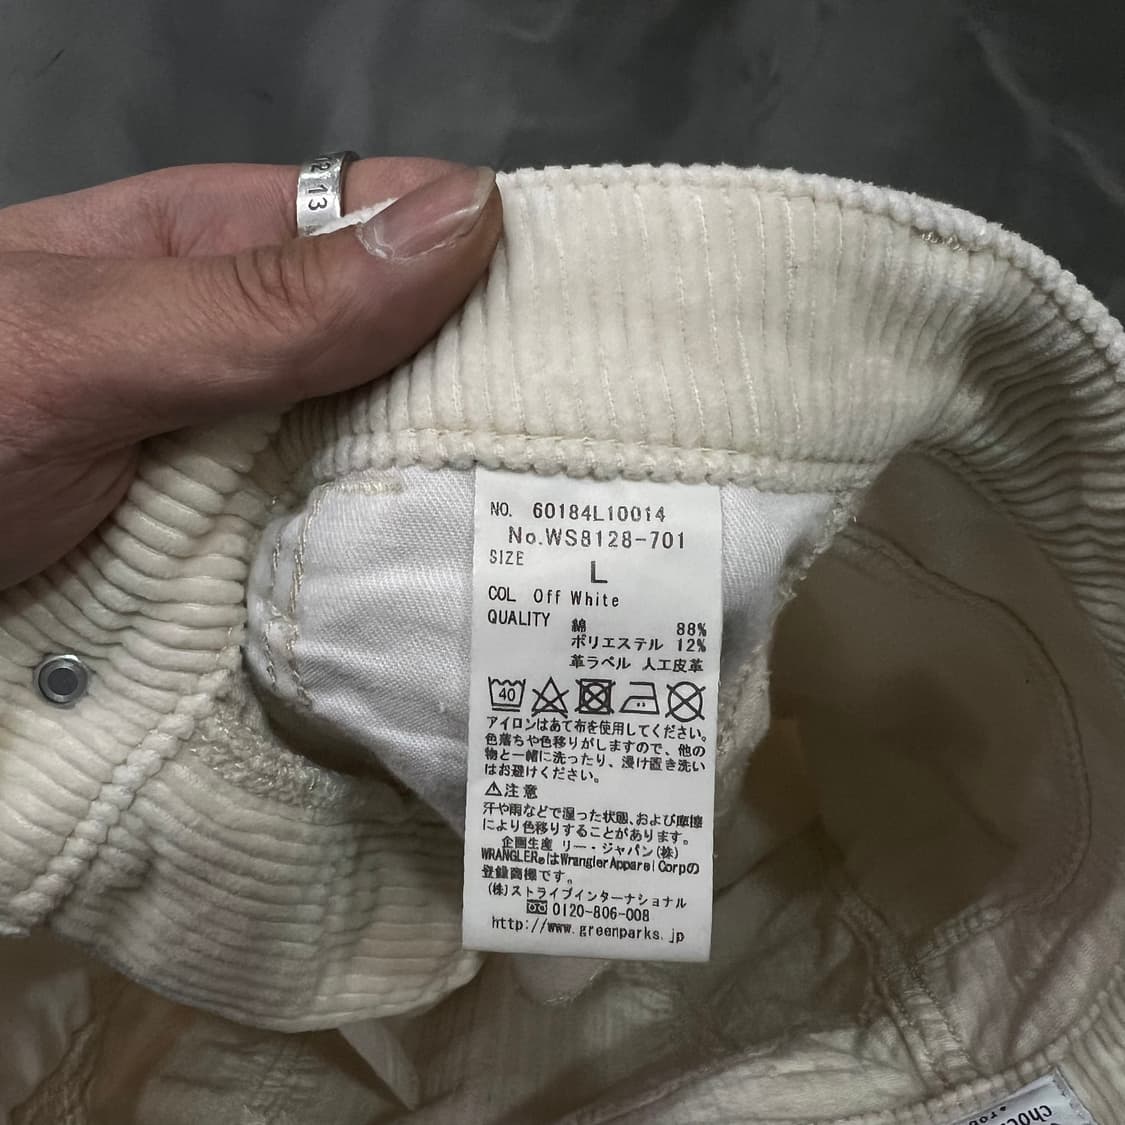 12 13
NO. 60184L10014
No.WS8128-701
SIZE
L
COL Off White
QUALITY
綿 88%
ポリエステル 12%
革ラベル 人工皮革
40
アイロンはあて布を使用してください。
色落ちや色移りがしますので、他の
物と一緒に洗ったり、浸け置き洗い
はお避けください。
⚠注意
汗や雨などで湿った状態、および摩擦
により色移りすることがあります。
企画生産 リー・ジャパン(株)
WRANGLER®はWrangler Apparel Corpの
登録商標です。
(株)ストライプインターナショナル
0120-806-008
http://www.greenparks.jp